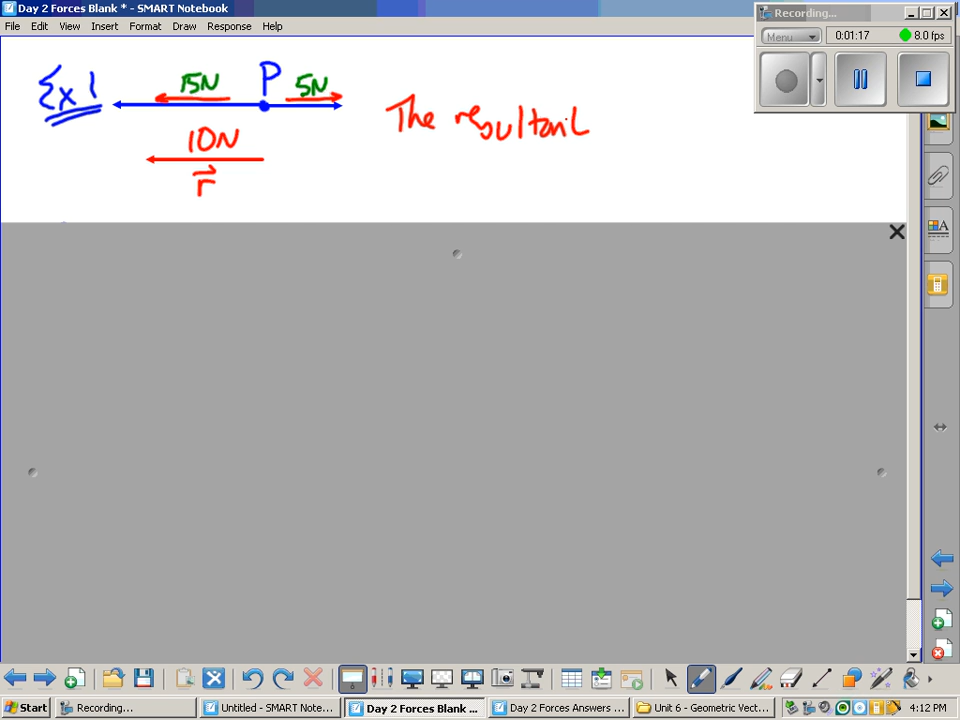 Day 2 Forces Blank * - SMART Notebook
File Edit View Insert Format Draw Response Help
Recording...
Menu
0:01:17
8.0 fps
Ex 1
15N P 5N
10N
r
The resultant
Start
Recording...
Untitled - SMART Note...
Day 2 Forces Blank ...
Day 2 Forces Answers ...
Unit 6 - Geometric Vect...
4:12 PM